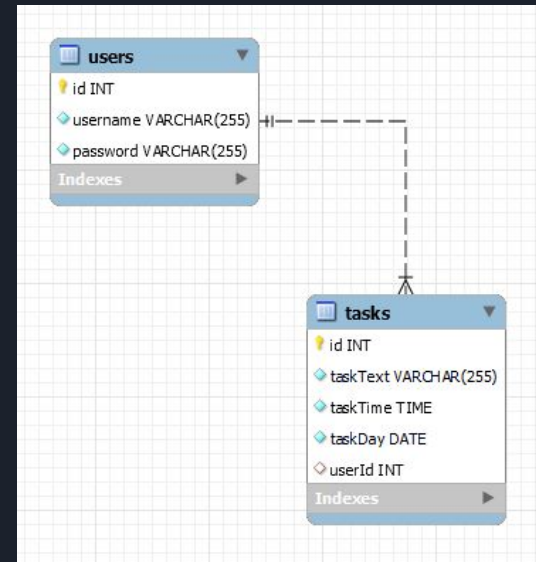 users
id INT
username VARCHAR(255)
password VARCHAR(255)
Indexes
tasks
id INT
taskText VARCHAR(255)
taskTime TIME
taskDay DATE
userId INT
Indexes